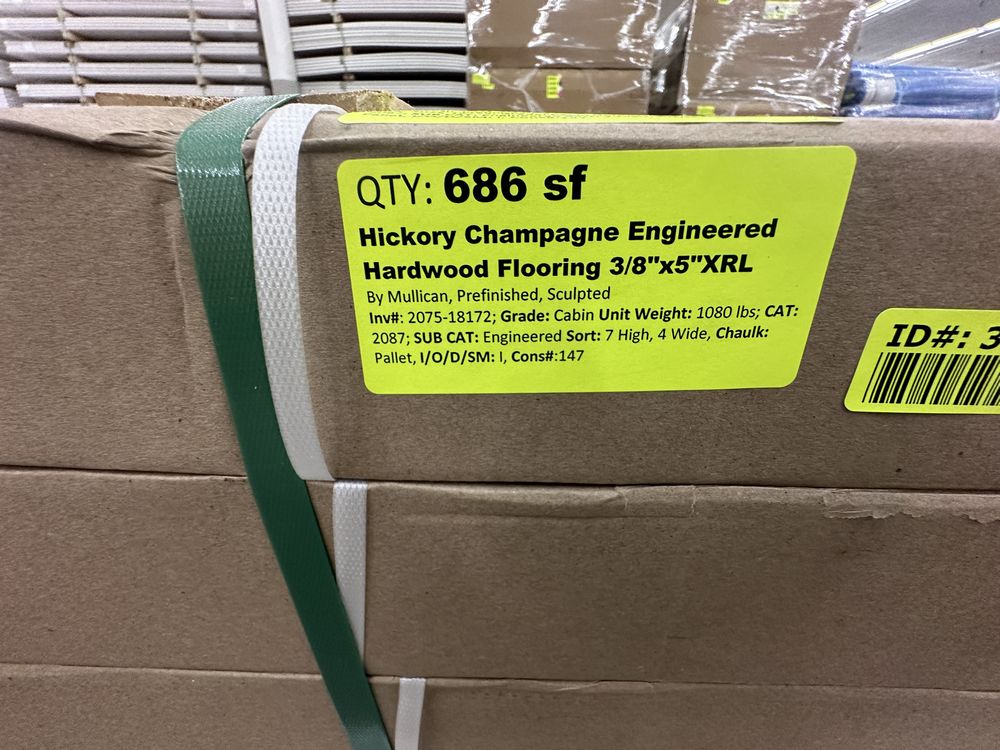 QTY: 686 sf
Hickory Champagne Engineered
Hardwood Flooring 3/8"x5"XRL
By Mullican, Prefinished, Sculpted
Inv#: 2075-18172; Grade: Cabin Unit Weight: 1080 lbs; CAT:
2087; SUB CAT: Engineered Sort: 7 High, 4 Wide, Chaulk:
Pallet, I/O/D/SM: I, Cons#:147
ID#: 3